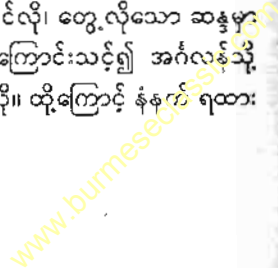 င်လို၊ တွေ့လိုသော ဆန္ဒမှာ
ကြောင်းသင့်၍ အင်္ဂလန်သို့
ပို။ ထို့ကြောင့် နံနက် ရထား
www.burmeseclassic